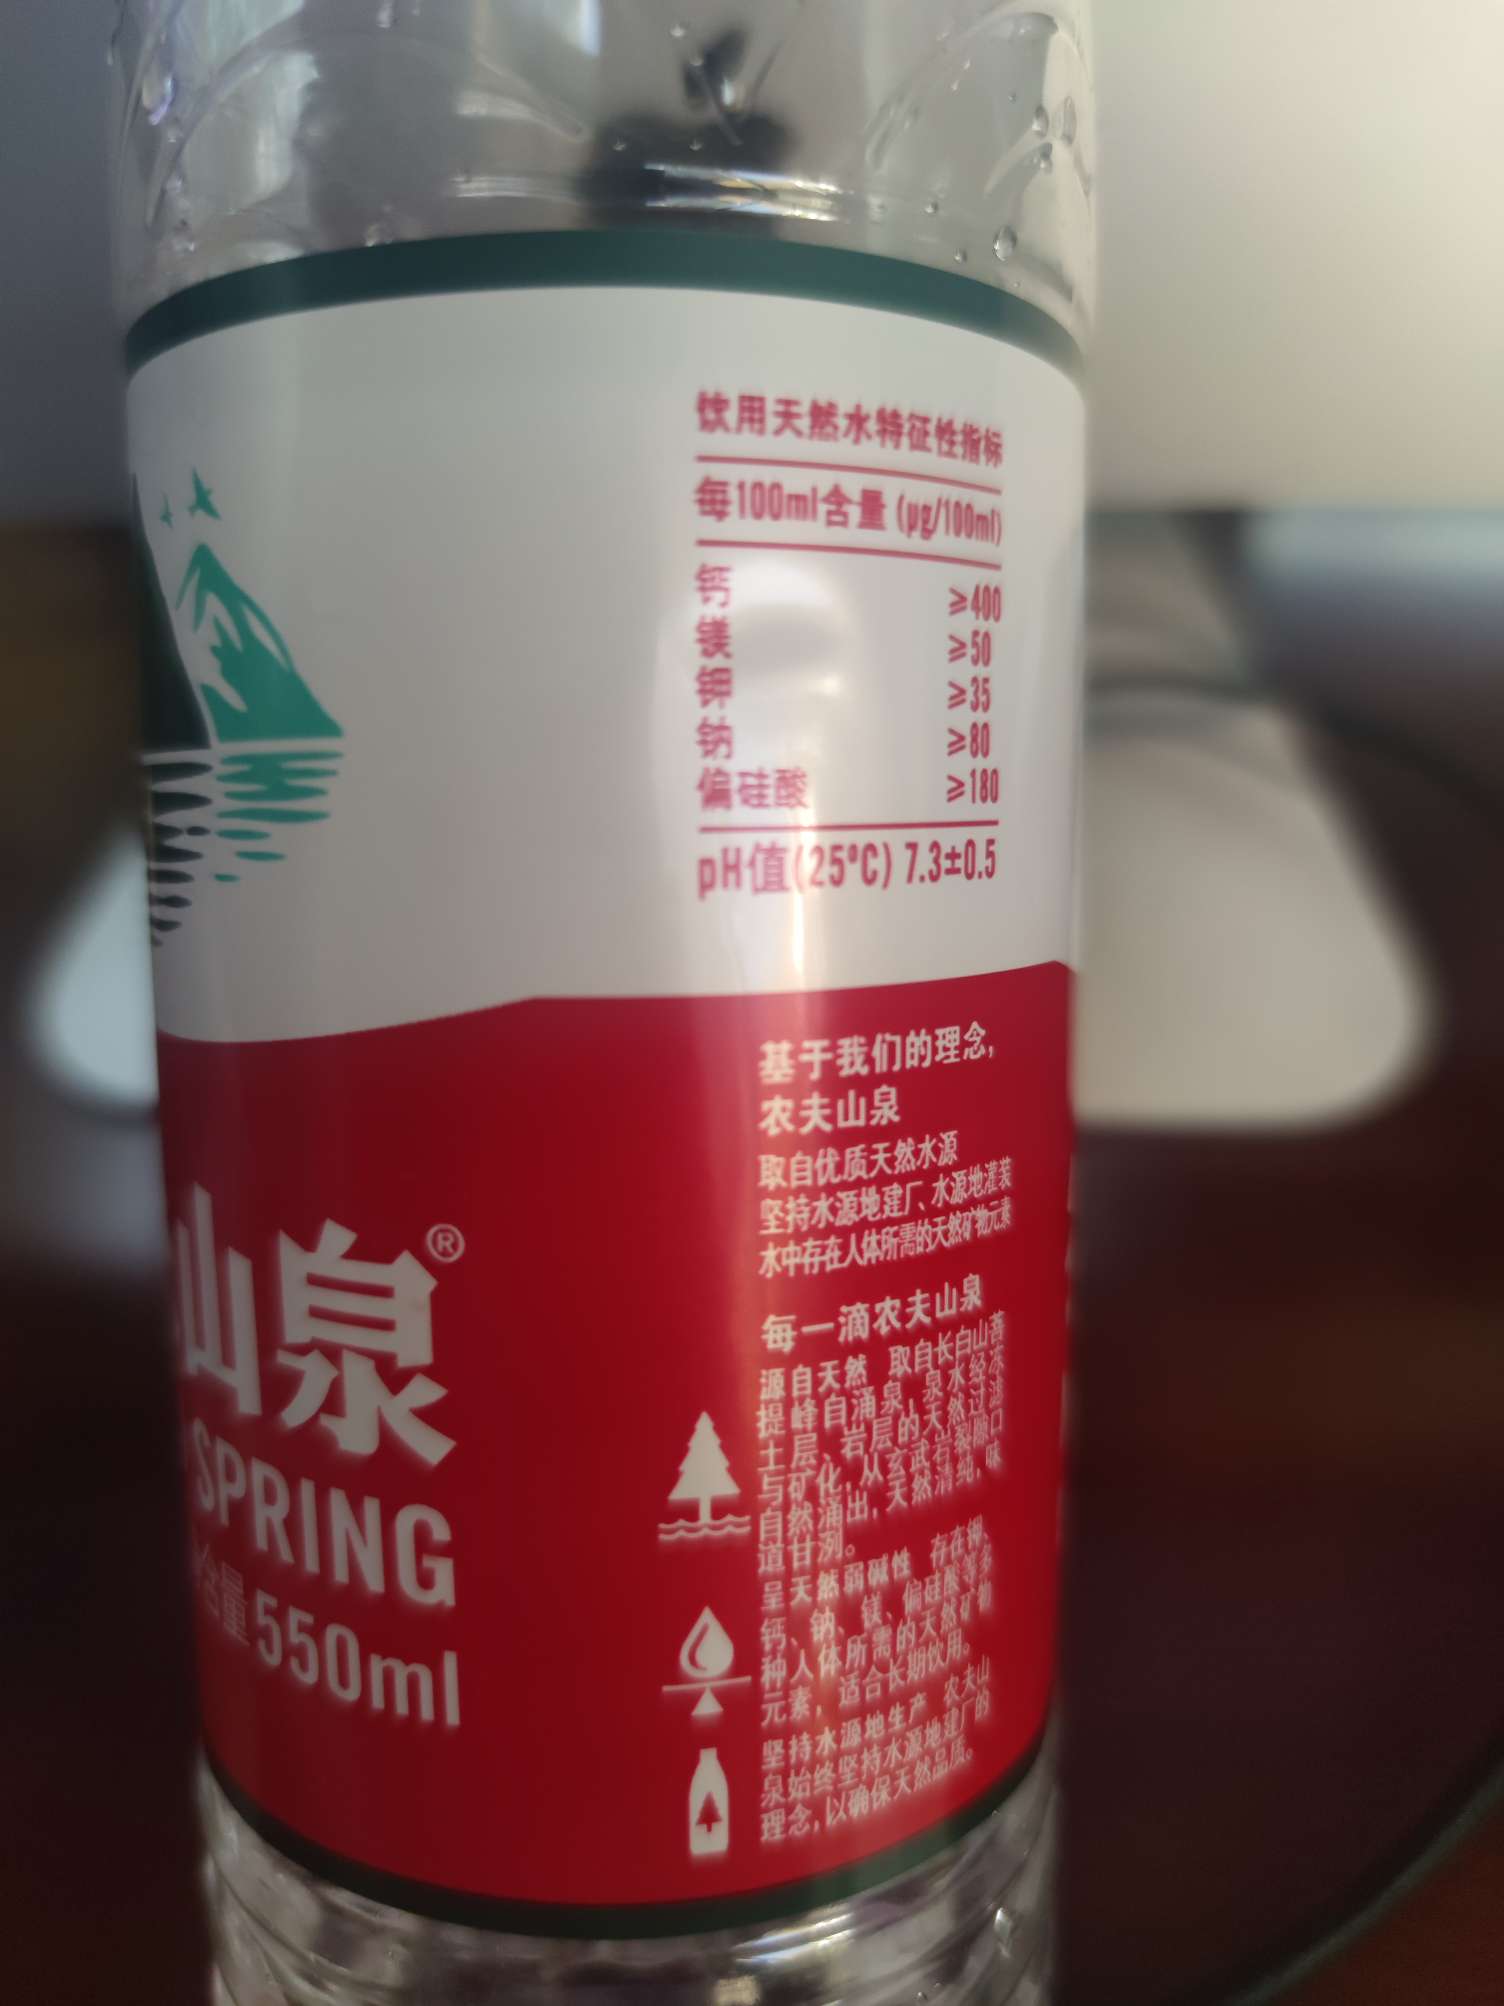 饮用天然水特征性指标
每100ml含量 (μg/100ml)
钙 ≥400
镁 ≥50
钾 ≥35
钠 ≥80
偏硅酸 ≥180
pH值(25°C) 7.3±0.5
山泉®
SPRING
含量550ml
基于我们的理念,
农夫山泉
取自优质天然水源
坚持水源地建厂、水源地灌装
水中存在人体所需的天然矿物元素
每一滴农夫山泉
源自天然 取自长白山菩
提峰自涌泉，泉水经冻
土层、岩层的天然过滤
与矿化，从玄武岩裂隙口
自然涌出，天然清纯，味
道甘洌。
呈天然弱碱性 存在钾、
钙、钠、镁、偏硅酸等多
种人体所需的天然矿物
元素，适合长期饮用。
坚持水源地生产 农夫山
泉始终坚持水源地建厂的
理念，以确保天然品质。